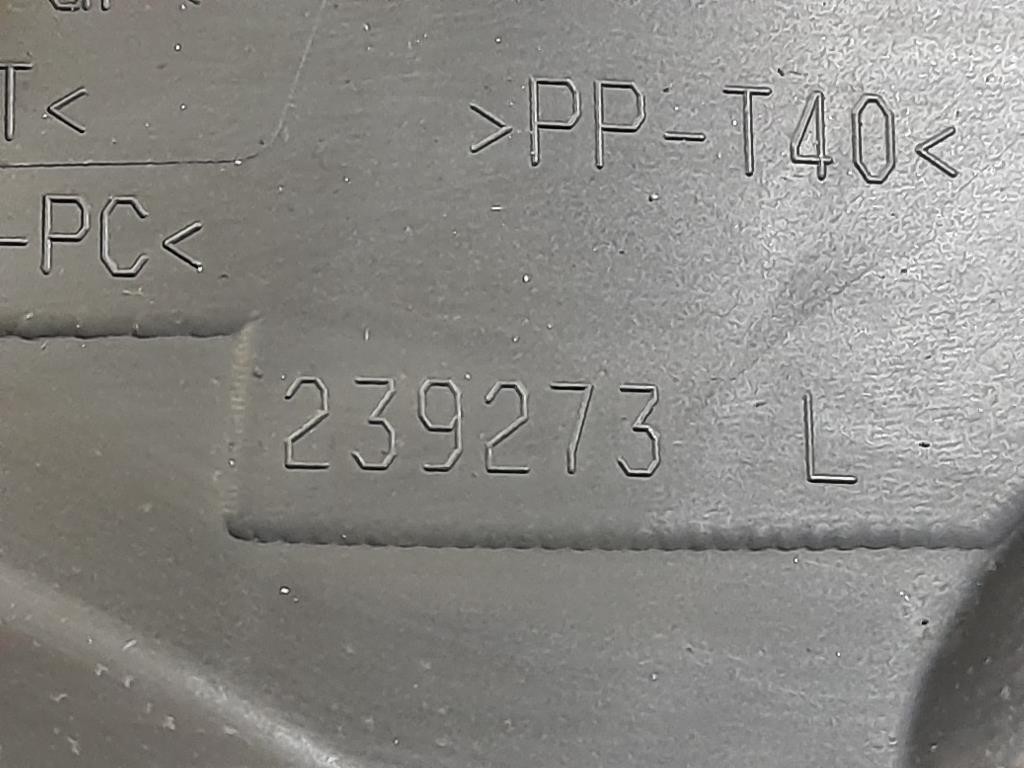 T<
>PP-T40<
-PC<
239273 L